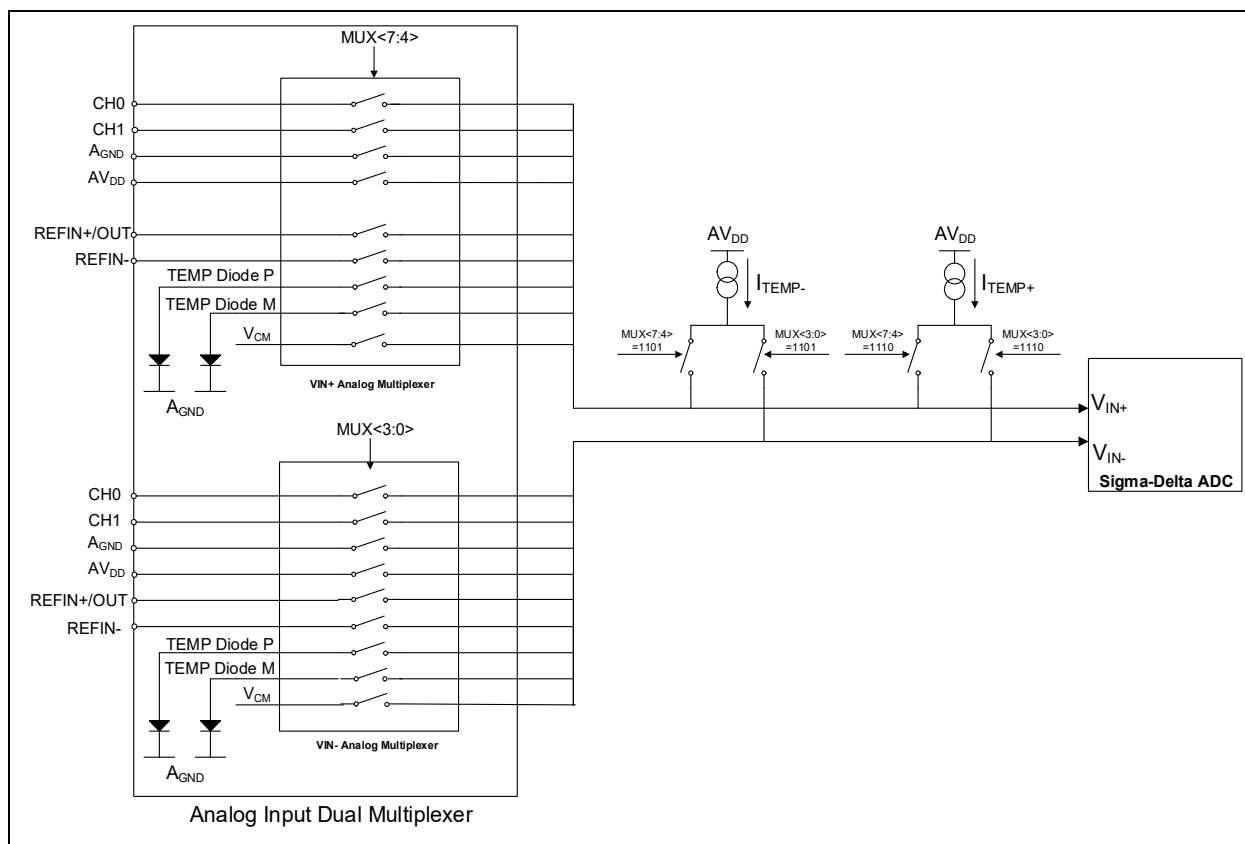 MUX<7:4>
CH0
CH1
AGND
AVDD
REFIN+/OUT
REFIN-
TEMP Diode P
TEMP Diode M
VCM
VIN+ Analog Multiplexer
AGND
AVDD
AVDD
ITEMP-
ITEMP+
MUX<7:4>
=1101
MUX<3:0>
=1101
MUX<7:4>
=1110
MUX<3:0>
=1110
VIN+
VIN-
Sigma-Delta ADC
MUX<3:0>
CH0
CH1
AGND
AVDD
REFIN+/OUT
REFIN-
TEMP Diode P
TEMP Diode M
VCM
VIN- Analog Multiplexer
AGND
Analog Input Dual Multiplexer